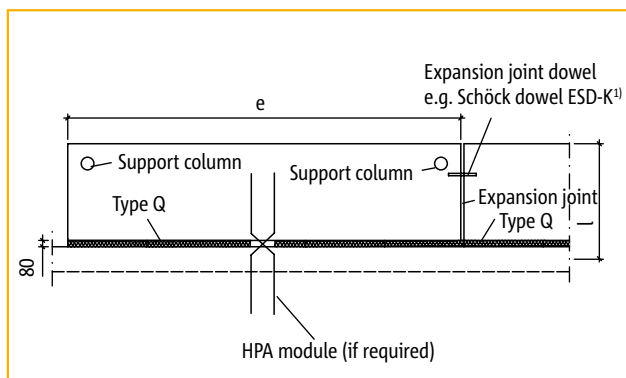 Expansion joint dowel
e.g. Schöck dowel ESD-K1)
e
Support column
Support column
Type Q
Expansion joint
Type Q
l
80
HPA module (if required)